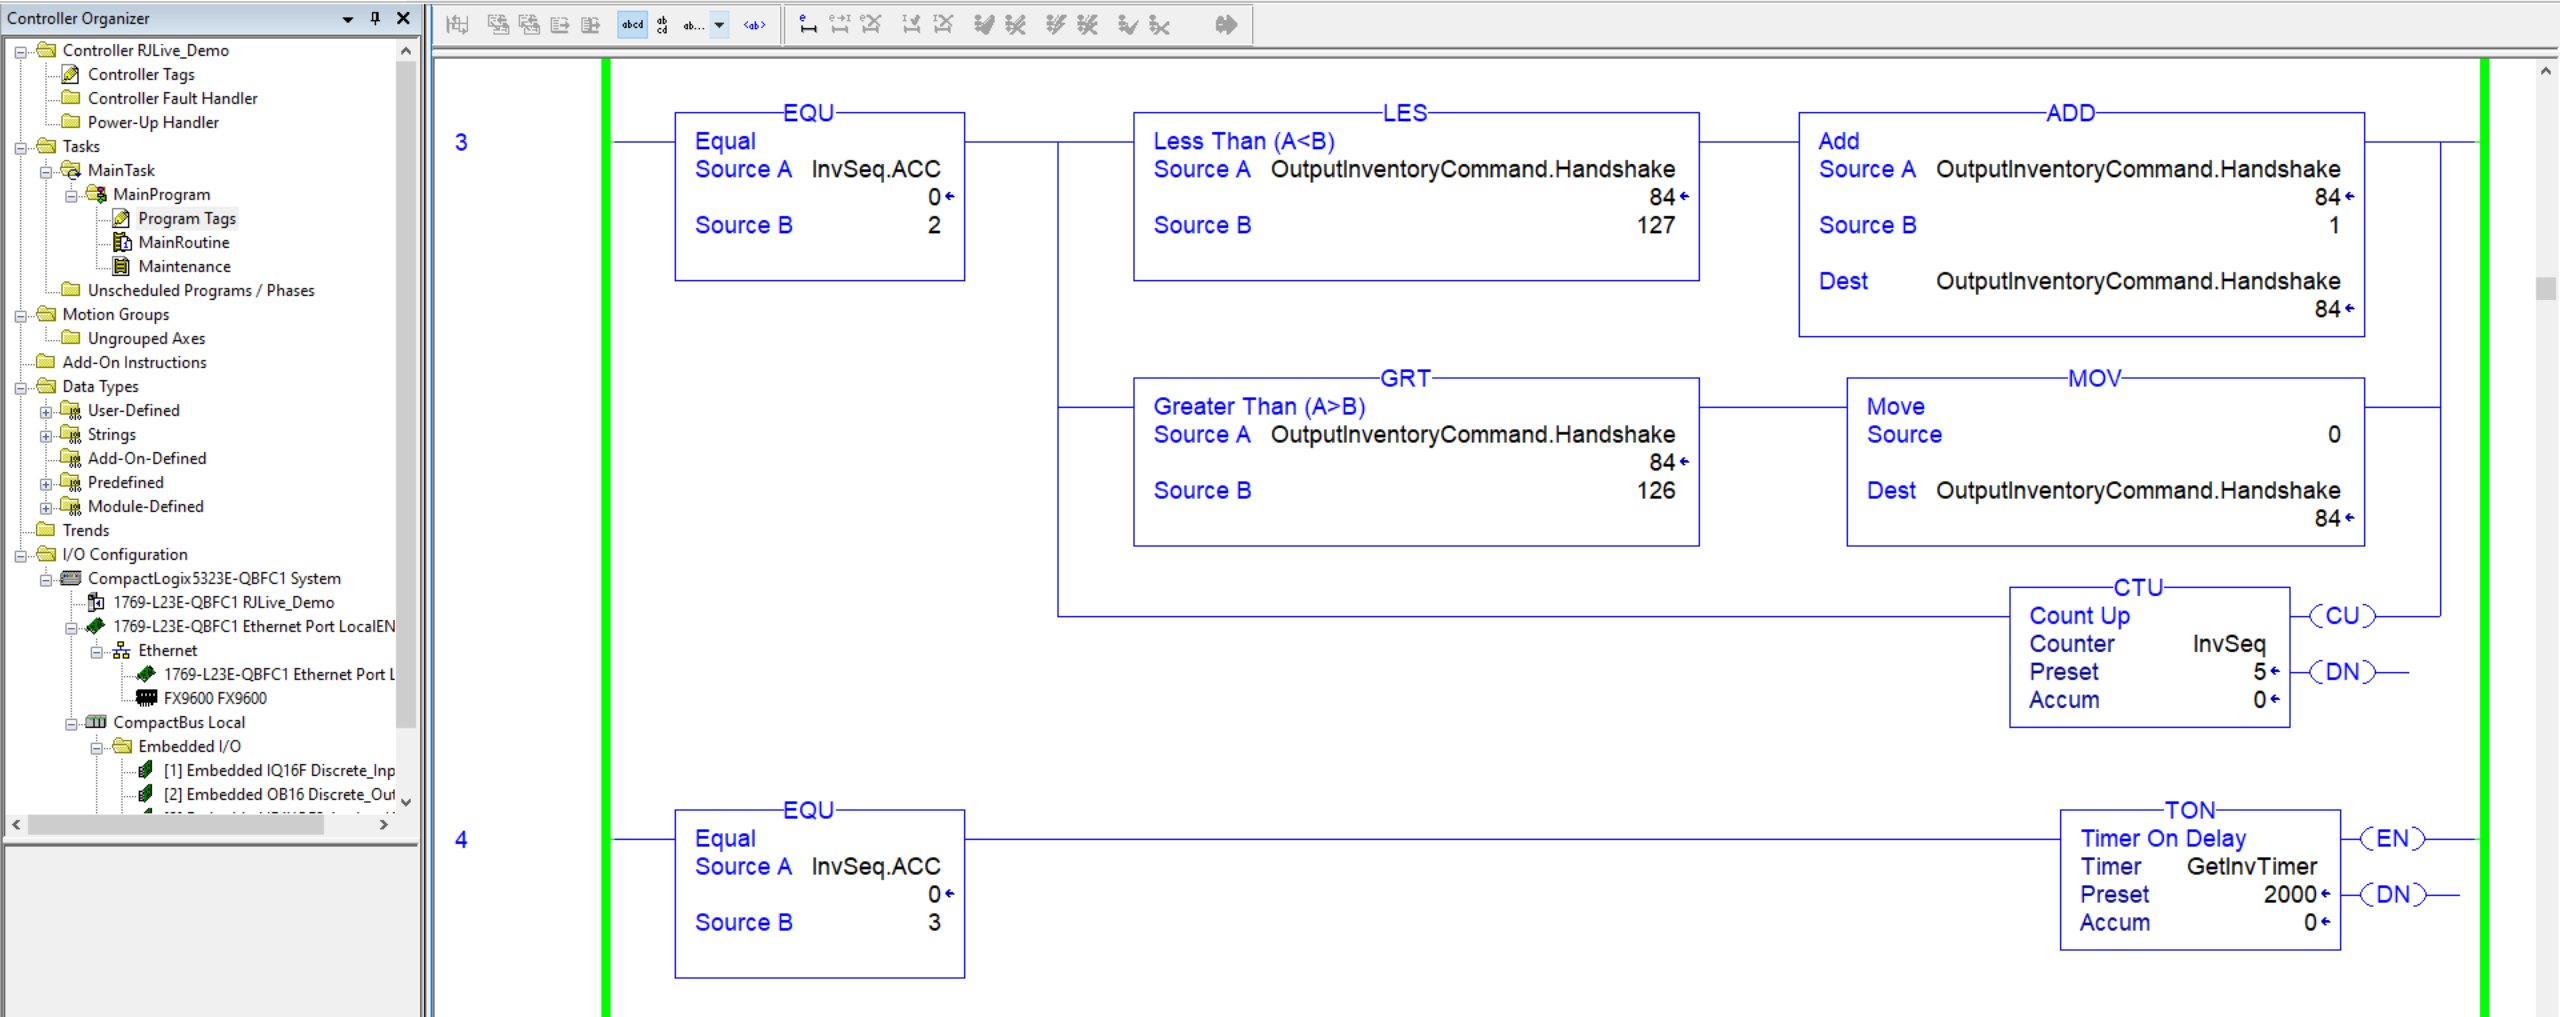 Controller Organizer
Controller RJLive_Demo
Controller Tags
Controller Fault Handler
Power-Up Handler
Tasks
MainTask
MainProgram
Program Tags
MainRoutine
Maintenance
Unscheduled Programs / Phases
Motion Groups
Ungrouped Axes
Add-On Instructions
Data Types
User-Defined
Strings
Add-On-Defined
Predefined
Module-Defined
Trends
I/O Configuration
CompactLogix5323E-QBFC1 System
1769-L23E-QBFC1 RJLive_Demo
1769-L23E-QBFC1 Ethernet Port LocalEN
Ethernet
1769-L23E-QBFC1 Ethernet Port L
FX9600 FX9600
CompactBus Local
Embedded I/O
[1] Embedded IQ16F Discrete_Inp
[2] Embedded OB16 Discrete_Out
abcd ab cd ab... <ab>
3
EQU
Equal
Source A InvSeq.ACC
0
Source B 2
LES
Less Than (A<B)
Source A OutputInventoryCommand.Handshake
84
Source B 127
ADD
Add
Source A OutputInventoryCommand.Handshake
84
Source B 1
Dest OutputInventoryCommand.Handshake
84
GRT
Greater Than (A>B)
Source A OutputInventoryCommand.Handshake
84
Source B 126
MOV
Move
Source 0
Dest OutputInventoryCommand.Handshake
84
CTU
Count Up CU
Counter InvSeq
Preset 5 DN
Accum 0
4
EQU
Equal
Source A InvSeq.ACC
0
Source B 3
TON
Timer On Delay EN
Timer GetInvTimer
Preset 2000 DN
Accum 0